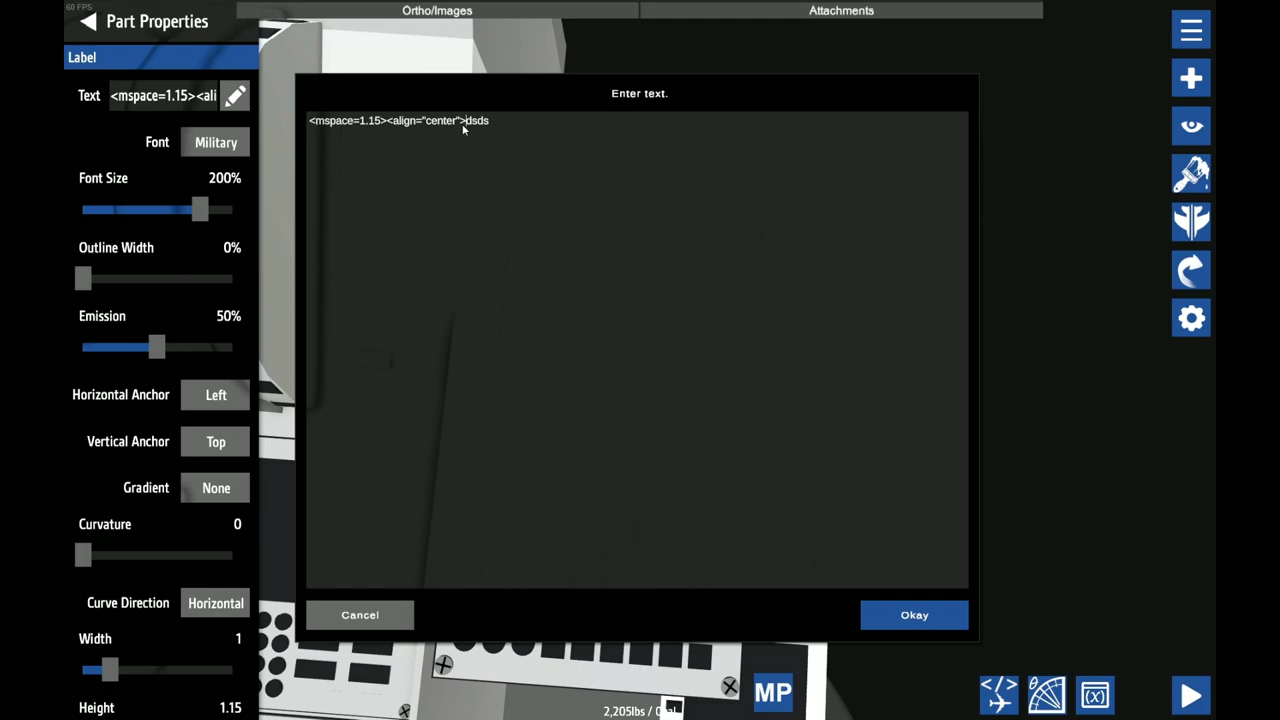 60 FPS
Ortho/Images
Attachments
Part Properties
Label
Text <mspace=1.15><ali
Font Military
Font Size 200%
Outline Width 0%
Emission 50%
Horizontal Anchor Left
Vertical Anchor Top
Gradient None
Curvature 0
Curve Direction Horizontal
Width 1
Height 1.15
Enter text.
<mspace=1.15><align="center">dsds
Cancel
Okay
MP
2,205lbs /